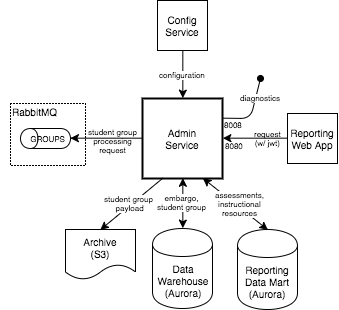 Config
Service
configuration
diagnostics
RabbitMQ
8008
GROUPS
student group
processing
request
Admin
Service
8080
request
(w/ jwt)
Reporting
Web App
student group
payload
embargo,
student group
assessments,
instructional
resources
Archive
(S3)
Data
Warehouse
(Aurora)
Reporting
Data Mart
(Aurora)